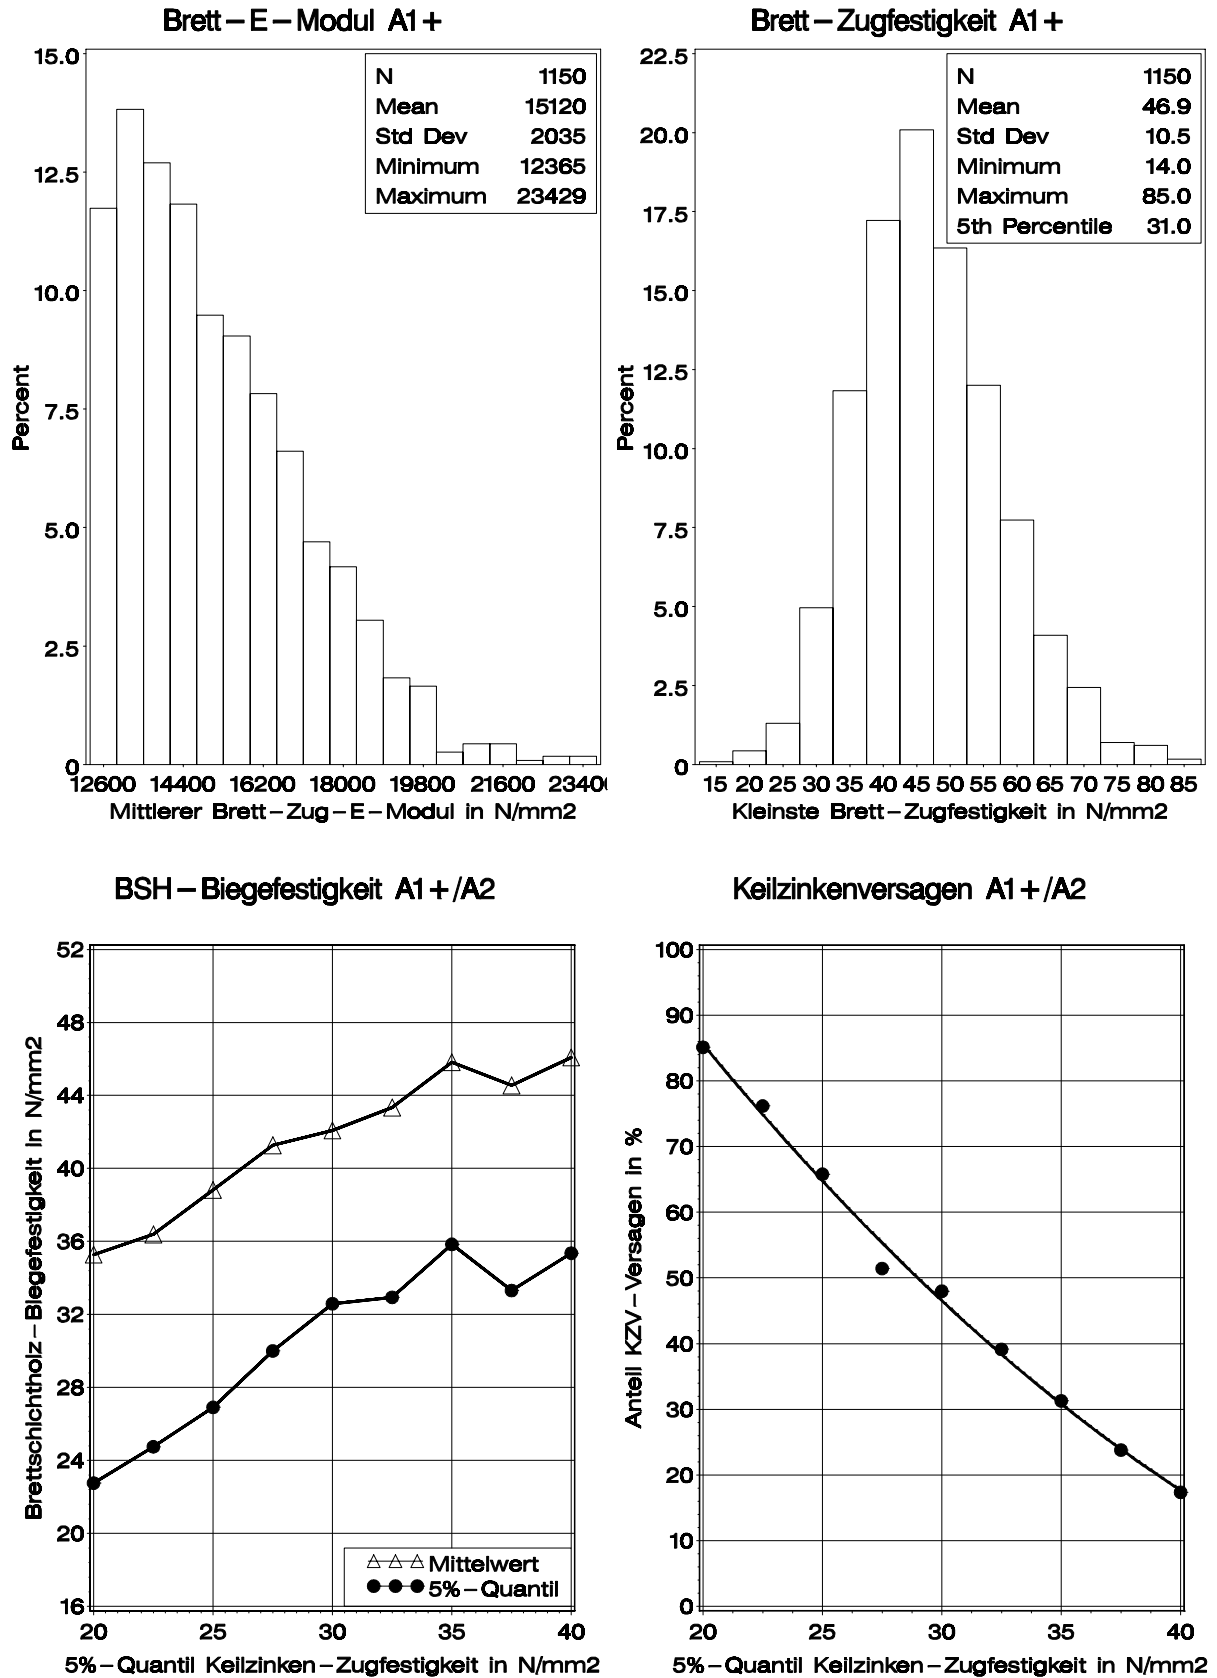 Brett-E-Modul A1+
15.0
12.5
10.0
7.5
5.0
2.5
0
Percent
N 1150
Mean 15120
Std Dev 2035
Minimum 12365
Maximum 23429
12600 14400 16200 18000 19800 21600 2340
Mittlerer Brett-Zug-E-Modul in N/mm2
Brett-Zugfestigkeit A1+
22.5
20.0
17.5
15.0
12.5
10.0
7.5
5.0
2.5
0
Percent
N 1150
Mean 46.9
Std Dev 10.5
Minimum 14.0
Maximum 85.0
5th Percentile 31.0
15 20 25 30 35 40 45 50 55 60 65 70 75 80 85
Kleinste Brett-Zugfestigkeit in N/mm2
BSH-Biegefestigkeit A1+/A2
52
48
44
40
36
32
28
24
20
16
Brettschichtholz-Biegefestigkeit in N/mm2
Mittelwert
5%-Quantil
20 25 30 35 40
5%-Quantil Keilzinken-Zugfestigkeit in N/mm2
Keilzinkenversagen A1+/A2
100
90
80
70
60
50
40
30
20
10
0
Anteil KZV-Versagen in %
20 25 30 35 40
5%-Quantil Keilzinken-Zugfestigkeit in N/mm2